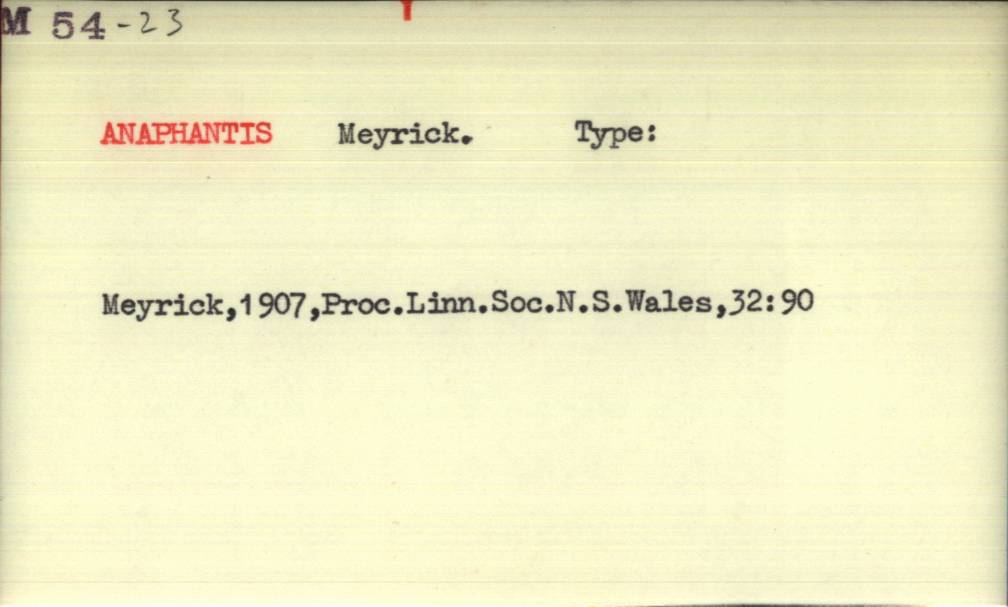 M 54-23
ANAPHANTIS Meyrick. Type:
Meyrick,1907,Proc.Linn.Soc.N.S.Wales,32:90